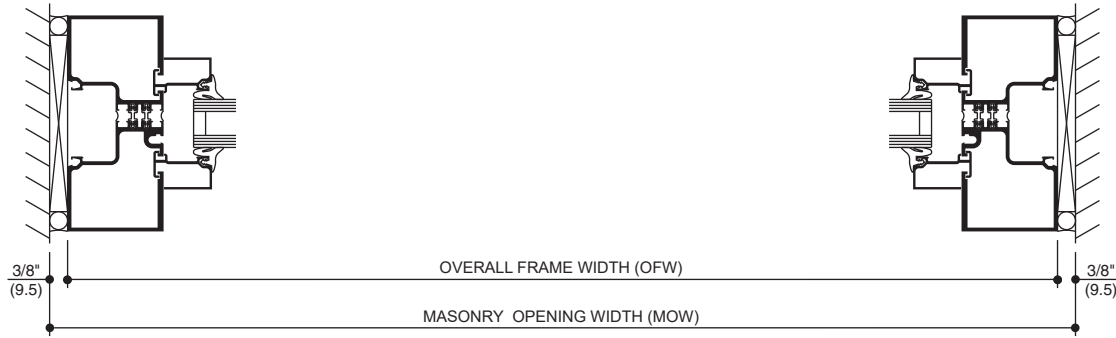 3/8"
(9.5)
OVERALL FRAME WIDTH (OFW)
3/8"
(9.5)
MASONRY OPENING WIDTH (MOW)